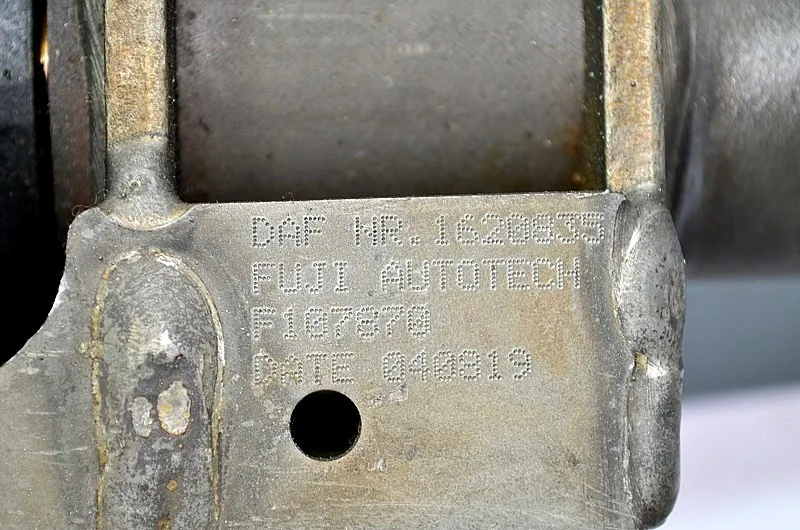 DAF NR.1620835
FUJI AUTOTECH
F107870
DATE 040819